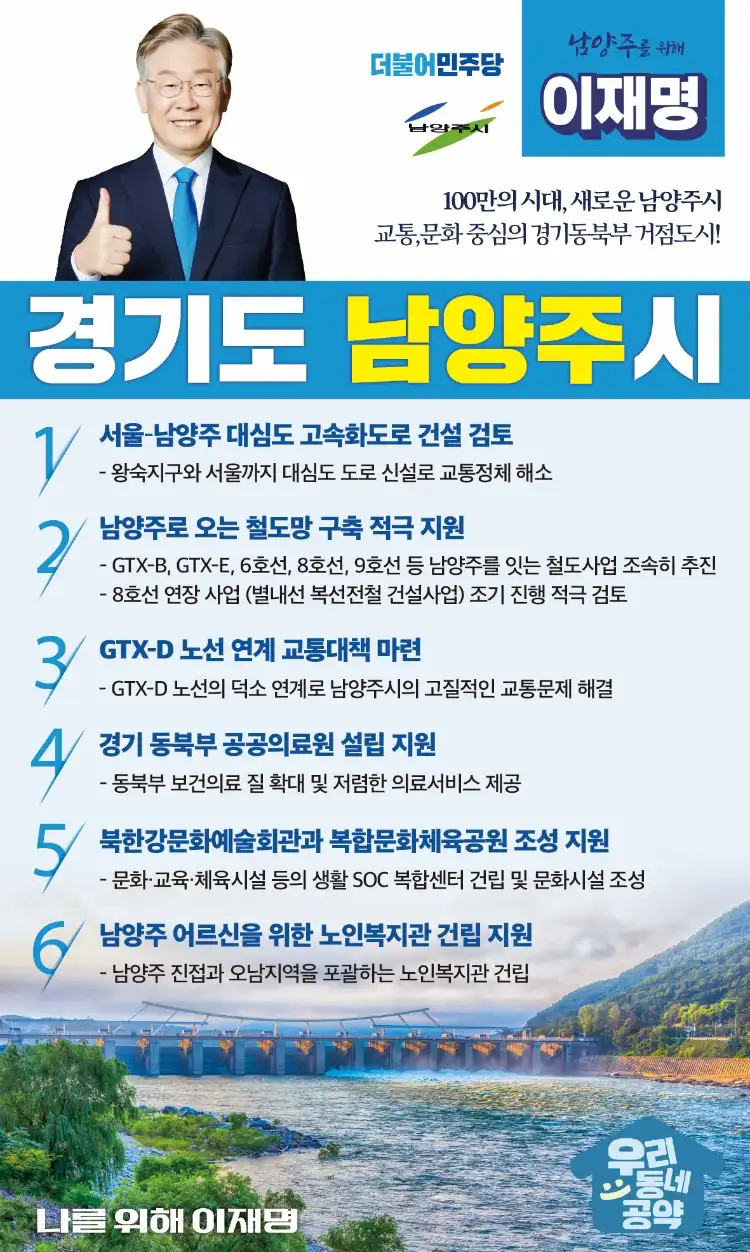 더불어민주당
남양주시
남양주를 위해
이재명
100만의 시대, 새로운 남양주시
교통,문화 중심의 경기동북부 거점도시!
경기도 남양주시
1 서울-남양주 대심도 고속화도로 건설 검토
- 왕숙지구와 서울까지 대심도 도로 신설로 교통정체 해소
2 남양주로 오는 철도망 구축 적극 지원
- GTX-B, GTX-E, 6호선, 8호선, 9호선 등 남양주를 잇는 철도사업 조속히 추진
- 8호선 연장 사업 (별내선 복선전철 건설사업) 조기 진행 적극 검토
3 GTX-D 노선 연계 교통대책 마련
- GTX-D 노선의 덕소 연계로 남양주시의 고질적인 교통문제 해결
4 경기 동북부 공공의료원 설립 지원
- 동북부 보건의료 질 확대 및 저렴한 의료서비스 제공
5 북한강문화예술회관과 복합문화체육공원 조성 지원
- 문화·교육·체육시설 등의 생활 SOC 복합센터 건립 및 문화시설 조성
6 남양주 어르신을 위한 노인복지관 건립 지원
- 남양주 진접과 오남지역을 포괄하는 노인복지관 건립
나를 위해 이재명
우리
동네
공약